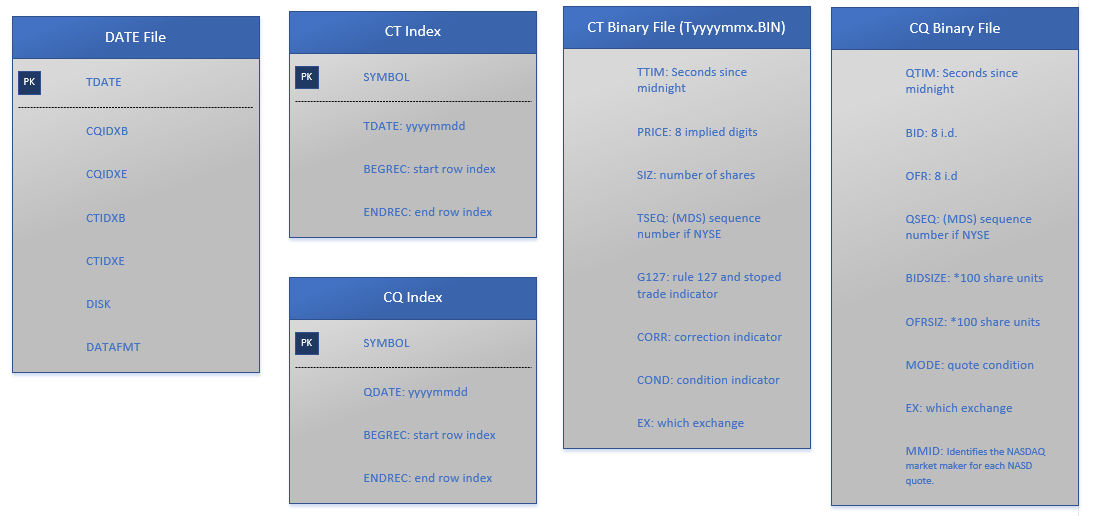 DATE File
PK
TDATE
CQIDXB
CQIDXE
CTIDXB
CTIDXE
DISK
DATAFMT
CT Index
PK
SYMBOL
TDATE: yyyymmdd
BEGREC: start row index
ENDREC: end row index
CQ Index
PK
SYMBOL
QDATE: yyyymmdd
BEGREC: start row index
ENDREC: end row index
CT Binary File (Tyyyymmx.BIN)
TTIM: Seconds since
midnight
PRICE: 8 implied digits
SIZ: number of shares
TSEQ: (MDS) sequence
number if NYSE
G127: rule 127 and stoped
trade indicator
CORR: correction indicator
COND: condition indicator
EX: which exchange
CQ Binary File
QTIM: Seconds since
midnight
BID: 8 i.d.
OFR: 8 i.d
QSEQ: (MDS) sequence
number if NYSE
BIDSIZE: *100 share units
OFRSIZ: *100 share units
MODE: quote condition
EX: which exchange
MMID: Identifies the NASDAQ
market maker for each NASD
quote.